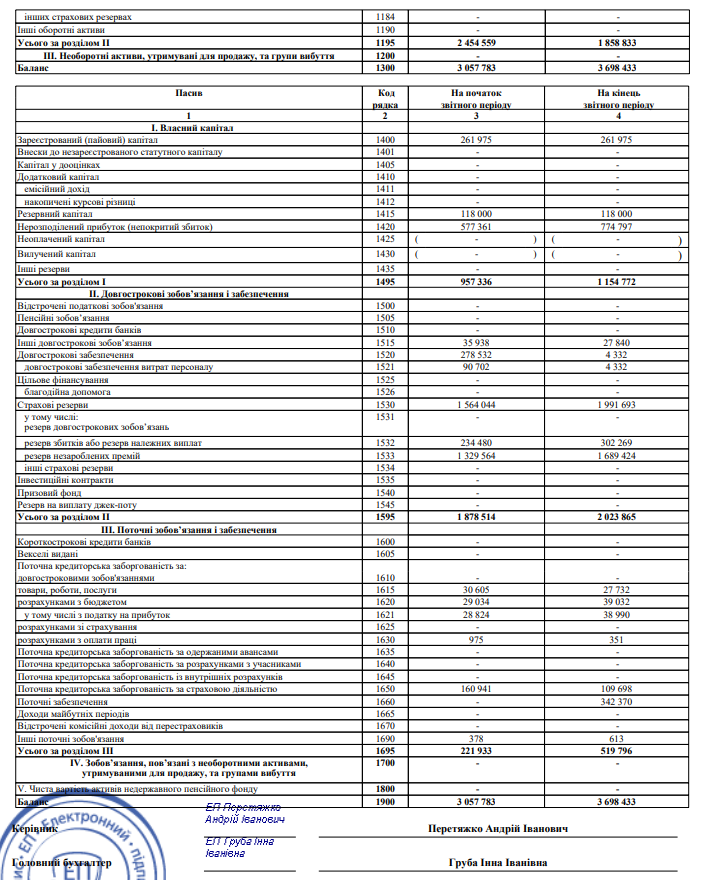 інших страхових резервах 1184 - -
Інші оборотні активи 1190 - -
Усього за розділом II 1195 2 454 559 1 858 833
III. Необоротні активи, утримувані для продажу, та групи вибуття 1200 - -
Баланс 1300 3 057 783 3 698 433
Пасив Код рядка На початок звітного періоду На кінець звітного періоду
1 2 3 4
І. Власний капітал
Зареєстрований (пайовий) капітал 1400 261 975 261 975
Внески до незареєстрованого статутного капіталу 1401 - -
Капітал у дооцінках 1405 - -
Додатковий капітал 1410 - -
емісійний дохід 1411 - -
накопичені курсові різниці 1412 - -
Резервний капітал 1415 118 000 118 000
Нерозподілений прибуток (непокритий збиток) 1420 577 361 774 797
Неоплачений капітал 1425 ( - ) ( - )
Вилучений капітал 1430 ( - ) ( - )
Інші резерви 1435 - -
Усього за розділом I 1495 957 336 1 154 772
II. Довгострокові зобов’язання і забезпечення
Відстрочені податкові зобов'язання 1500 - -
Пенсійні зобов’язання 1505 - -
Довгострокові кредити банків 1510 - -
Інші довгострокові зобов’язання 1515 35 938 27 840
Довгострокові забезпечення 1520 278 532 4 332
довгострокові забезпечення витрат персоналу 1521 90 702 4 332
Цільове фінансування 1525 - -
благодійна допомога 1526 - -
Страхові резерви 1530 1 564 044 1 991 693
у тому числі: 1531 - -
резерв довгострокових зобов’язань
резерв збитків або резерв належних виплат 1532 234 480 302 269
резерв незароблених премій 1533 1 329 564 1 689 424
інші страхові резерви 1534 - -
Інвестиційні контракти 1535 - -
Призовий фонд 1540 - -
Резерв на виплату джек-поту 1545 - -
Усього за розділом II 1595 1 878 514 2 023 865
III. Поточні зобов’язання і забезпечення
Короткострокові кредити банків 1600 - -
Векселі видані 1605 - -
Поточна кредиторська заборгованість за:
довгостроковими зобов'язаннями 1610 - -
товари, роботи, послуги 1615 30 605 27 732
розрахунками з бюджетом 1620 29 034 39 032
у тому числі з податку на прибуток 1621 28 824 38 990
розрахунками зі страхування 1625 - -
розрахунками з оплати праці 1630 975 351
Поточна кредиторська заборгованість за одержаними авансами 1635 - -
Поточна кредиторська заборгованість за розрахунками з учасниками 1640 - -
Поточна кредиторська заборгованість із внутрішніх розрахунків 1645 - -
Поточна кредиторська заборгованість за страховою діяльністю 1650 160 941 109 698
Поточні забезпечення 1660 - 342 370
Доходи майбутніх періодів 1665 - -
Відстрочені комісійні доходи від перестраховиків 1670 - -
Інші поточні зобов'язання 1690 378 613
Усього за розділом III 1695 221 933 519 796
IV. Зобов’язання, пов’язані з необоротними активами, 1700 - -
утримуваними для продажу, та групами вибуття
V. Чиста вартість активів недержавного пенсійного фонду 1800 - -
Баланс 1900 3 057 783 3 698 433
ЕП Перетяжко
Андрій Іванович
Керівник Перетяжко Андрій Іванович
ЕП Груба Інна
Іванівна
Головний бухгалтер Груба Інна Іванівна
ЕП • Електронний • підпис • ЕП
ЕП